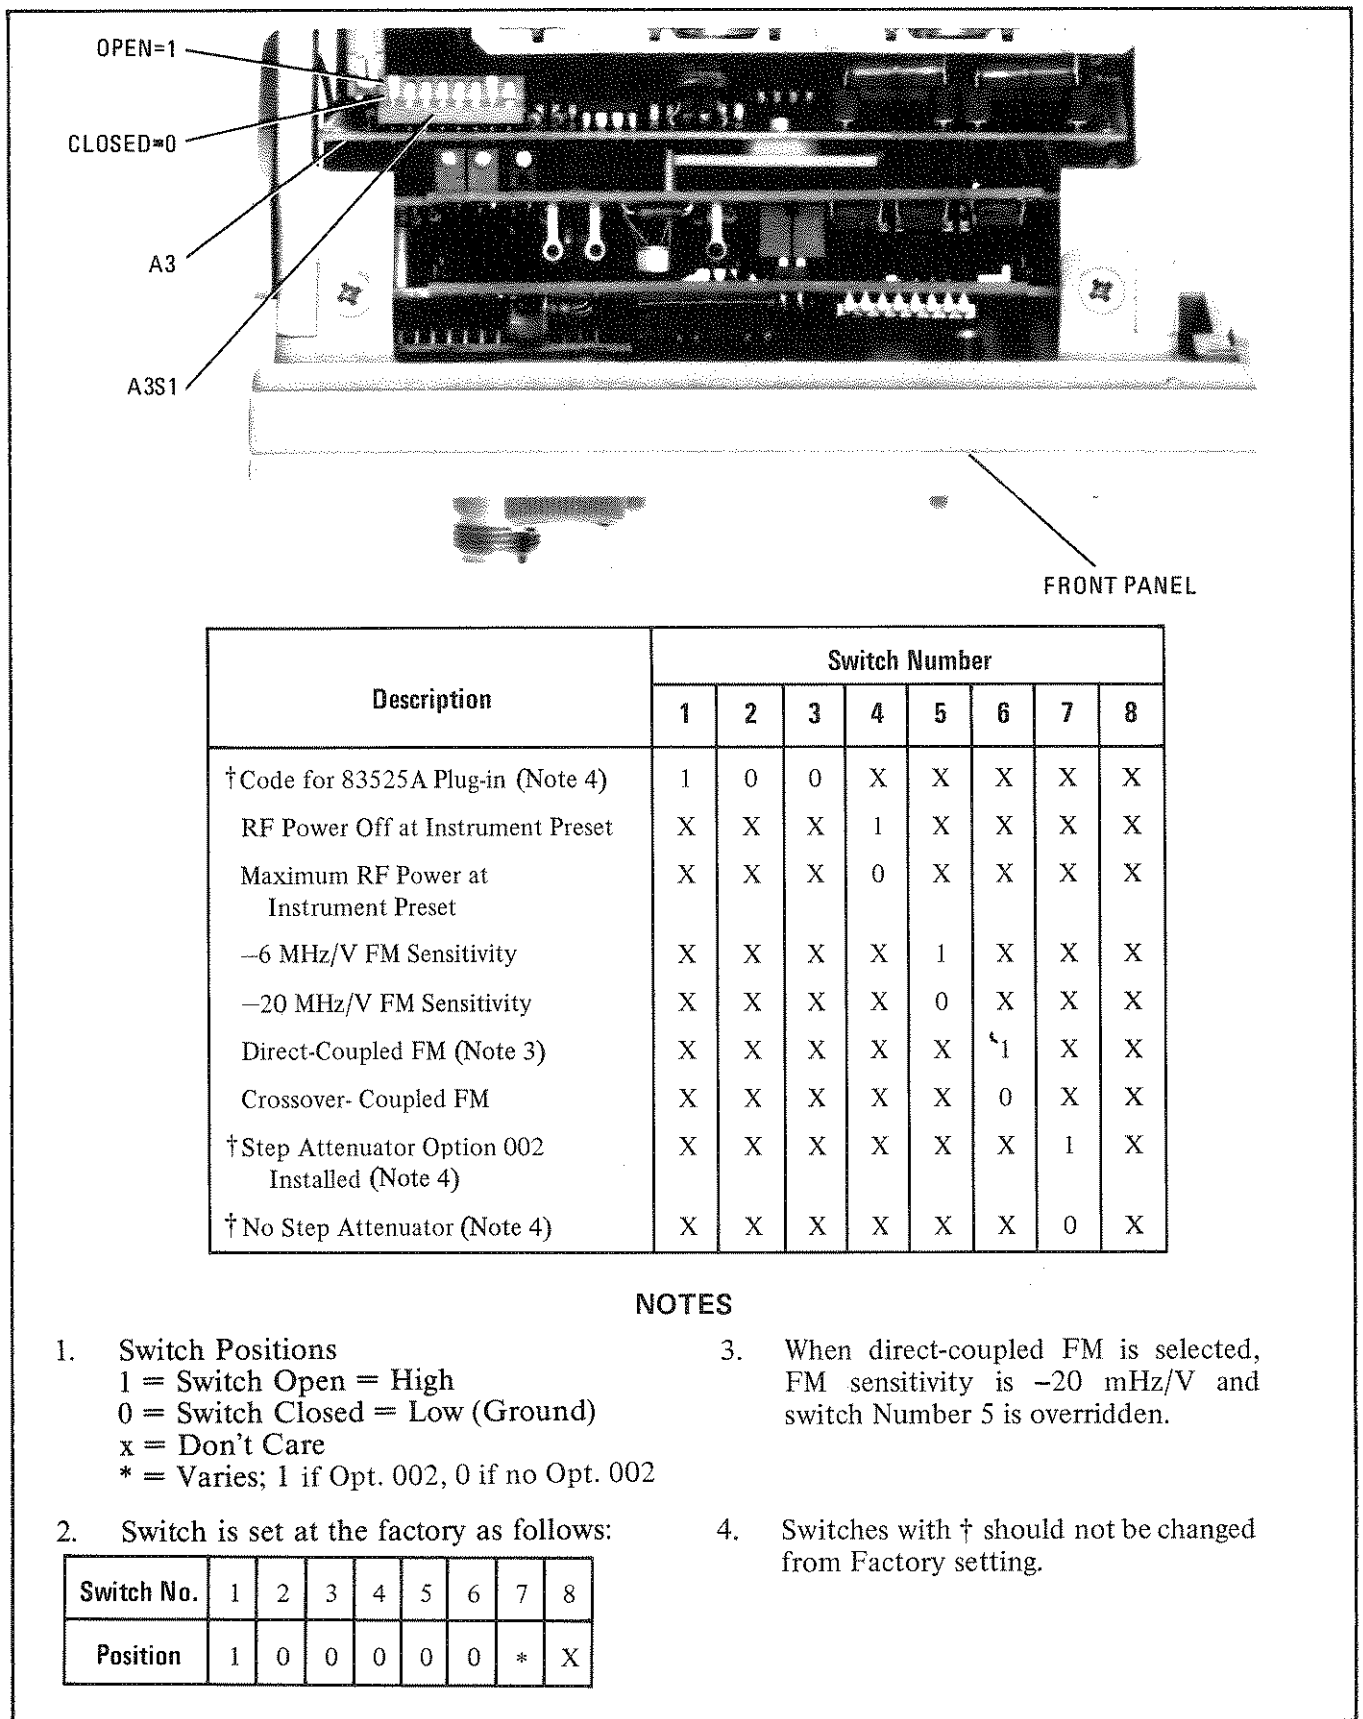 OPEN=1
CLOSED=0
A3
A3S1
FRONT PANEL
Description
Switch Number
1 2 3 4 5 6 7 8
†Code for 83525A Plug-in (Note 4) 1 0 0 X X X X X
RF Power Off at Instrument Preset X X X 1 X X X X
Maximum RF Power at X X X 0 X X X X
Instrument Preset
–6 MHz/V FM Sensitivity X X X X 1 X X X
–20 MHz/V FM Sensitivity X X X X 0 X X X
Direct-Coupled FM (Note 3) X X X X X 1 X X
Crossover- Coupled FM X X X X X 0 X X
†Step Attenuator Option 002 X X X X X X 1 X
Installed (Note 4)
†No Step Attenuator (Note 4) X X X X X X 0 X
NOTES
1. Switch Positions
1 = Switch Open = High
0 = Switch Closed = Low (Ground)
x = Don't Care
* = Varies; 1 if Opt. 002, 0 if no Opt. 002
2. Switch is set at the factory as follows:
Switch No. 1 2 3 4 5 6 7 8
Position 1 0 0 0 0 0 * X
3. When direct-coupled FM is selected,
FM sensitivity is –20 mHz/V and
switch Number 5 is overridden.
4. Switches with † should not be changed
from Factory setting.